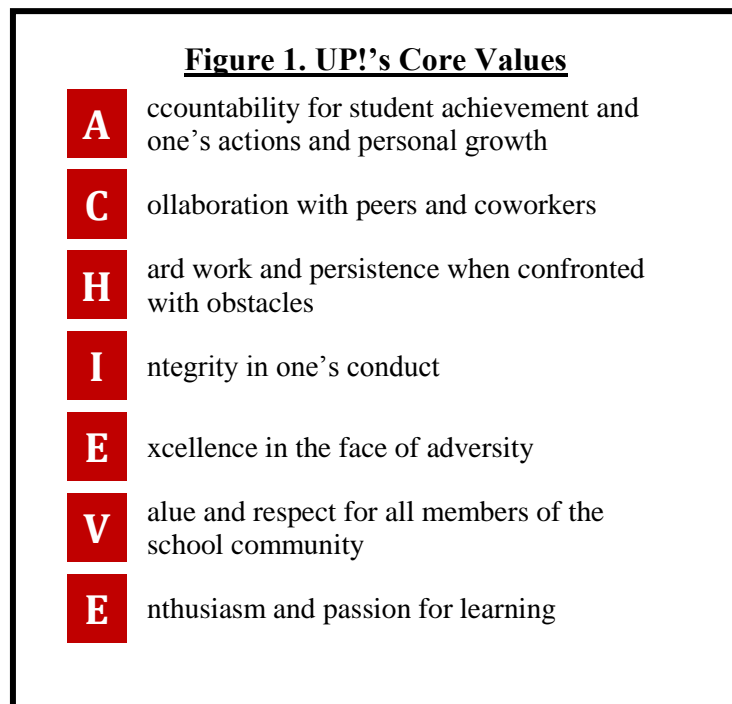 Figure 1. UP!'s Core Values
A ccountability for student achievement and
one's actions and personal growth
C ollaboration with peers and coworkers
H ard work and persistence when confronted
with obstacles
I ntegrity in one's conduct
E xcellence in the face of adversity
V alue and respect for all members of the
school community
E nthusiasm and passion for learning